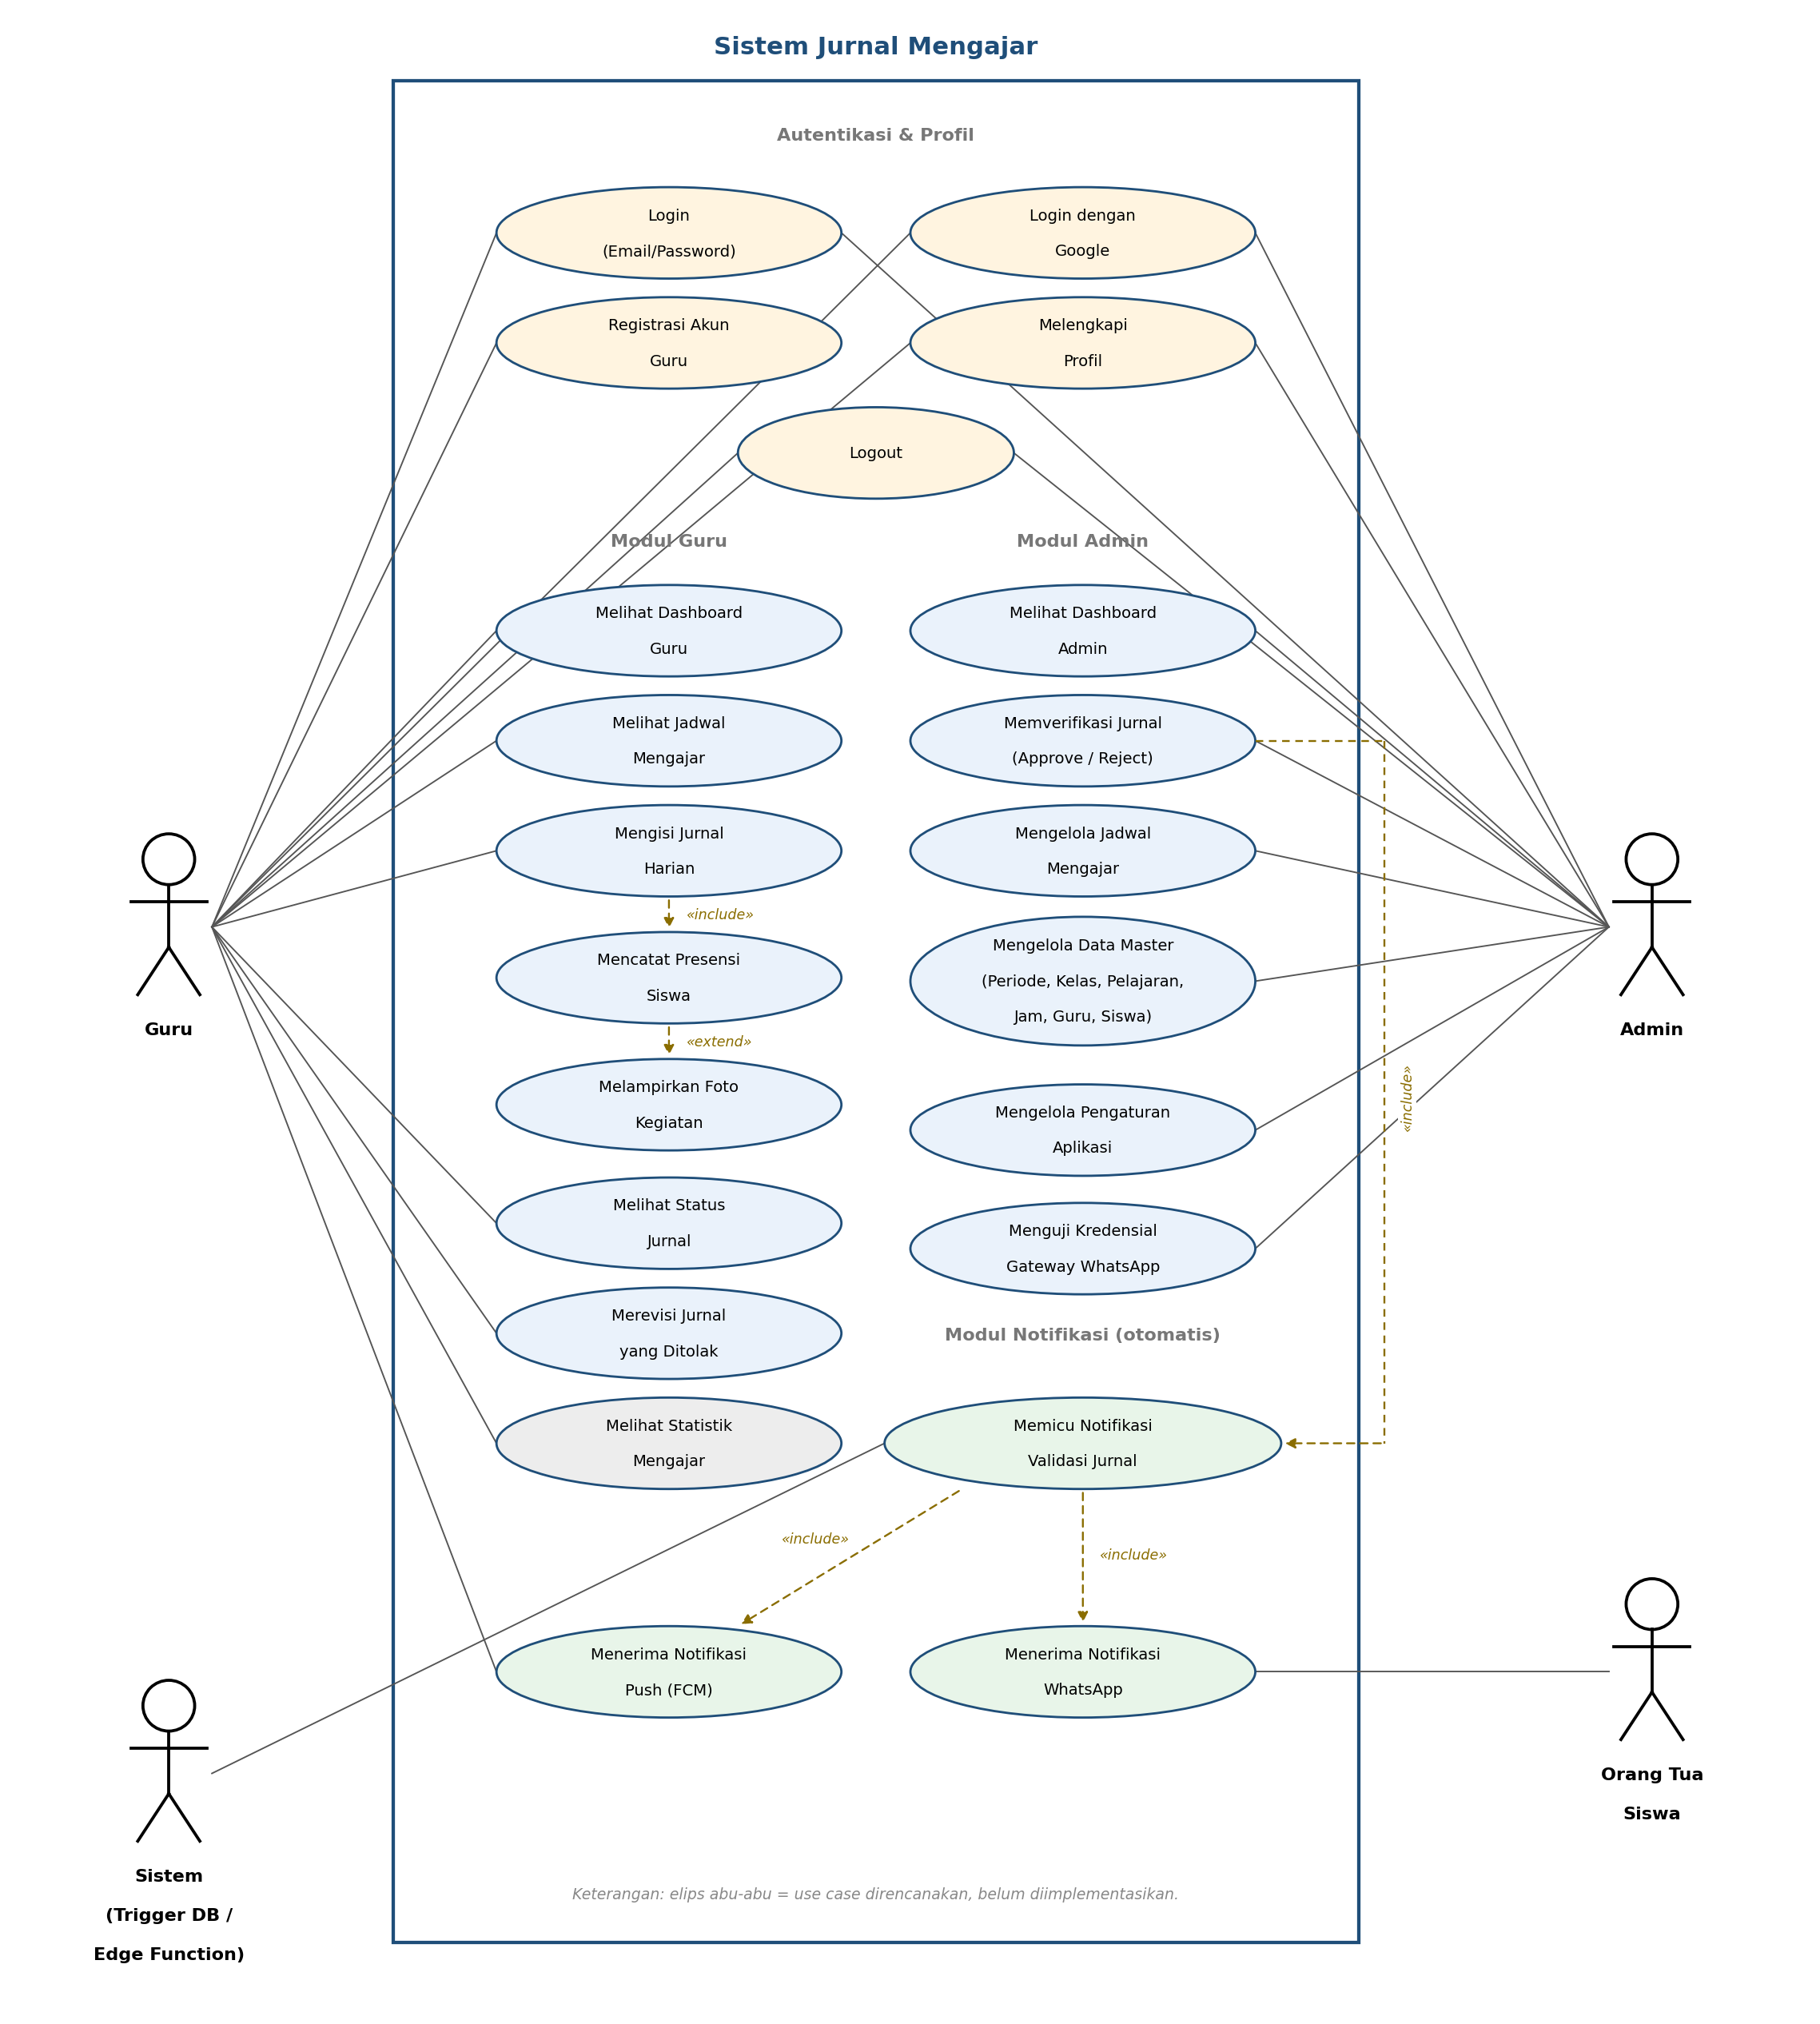 Sistem Jurnal Mengajar
Autentikasi & Profil
Login
(Email/Password)
Login dengan
Google
Registrasi Akun
Guru
Melengkapi
Profil
Logout
Modul Guru
Modul Admin
Melihat Dashboard
Guru
Melihat Dashboard
Admin
Melihat Jadwal
Mengajar
Memverifikasi Jurnal
(Approve / Reject)
Mengisi Jurnal
Harian
Mengelola Jadwal
Mengajar
«include»
Mencatat Presensi
Siswa
Mengelola Data Master
(Periode, Kelas, Pelajaran,
Jam, Guru, Siswa)
Guru
Admin
«extend»
Melampirkan Foto
Kegiatan
Mengelola Pengaturan
Aplikasi
«include»
Melihat Status
Jurnal
Menguji Kredensial
Gateway WhatsApp
Merevisi Jurnal
yang Ditolak
Modul Notifikasi (otomatis)
Melihat Statistik
Mengajar
Memicu Notifikasi
Validasi Jurnal
«include»
«include»
Menerima Notifikasi
Push (FCM)
Menerima Notifikasi
WhatsApp
Orang Tua
Siswa
Sistem
(Trigger DB /
Edge Function)
Keterangan: elips abu-abu = use case direncanakan, belum diimplementasikan.